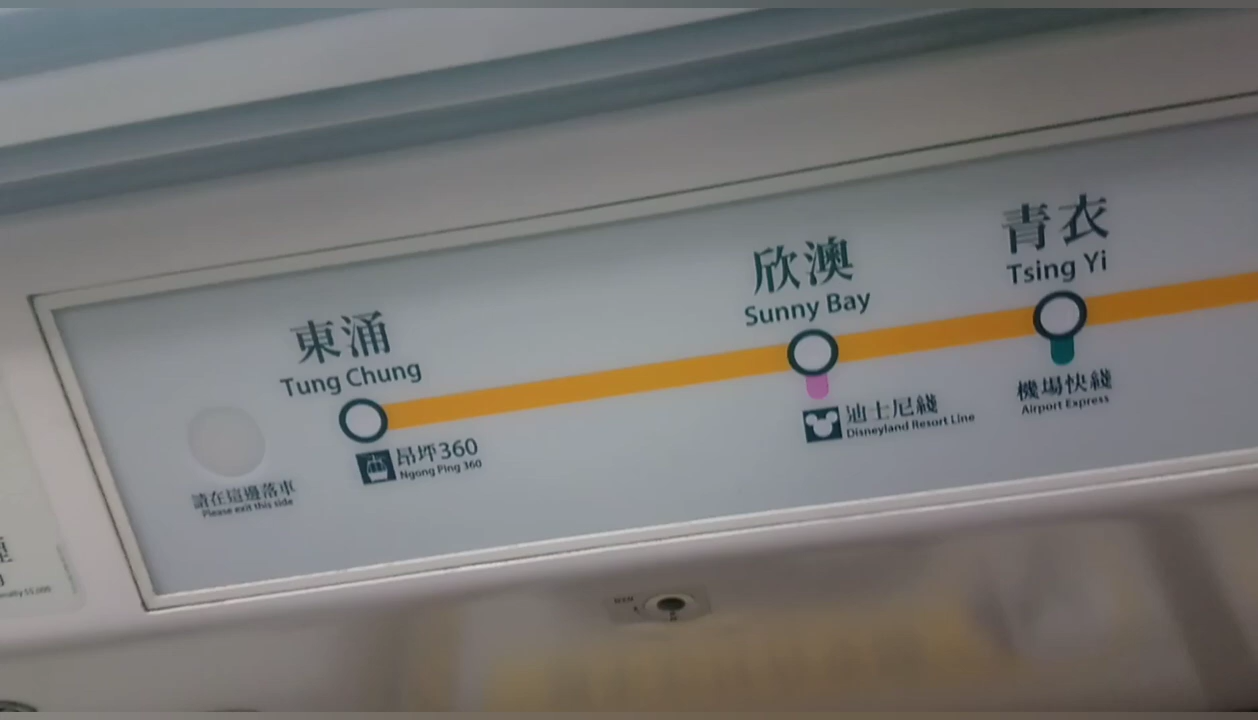 東涌
Tung Chung
昂坪360
Ngong Ping 360
請在這邊落車
Please exit this side
欣澳
Sunny Bay
迪士尼綫
Disneyland Resort Line
青衣
Tsing Yi
機場快綫
Airport Express